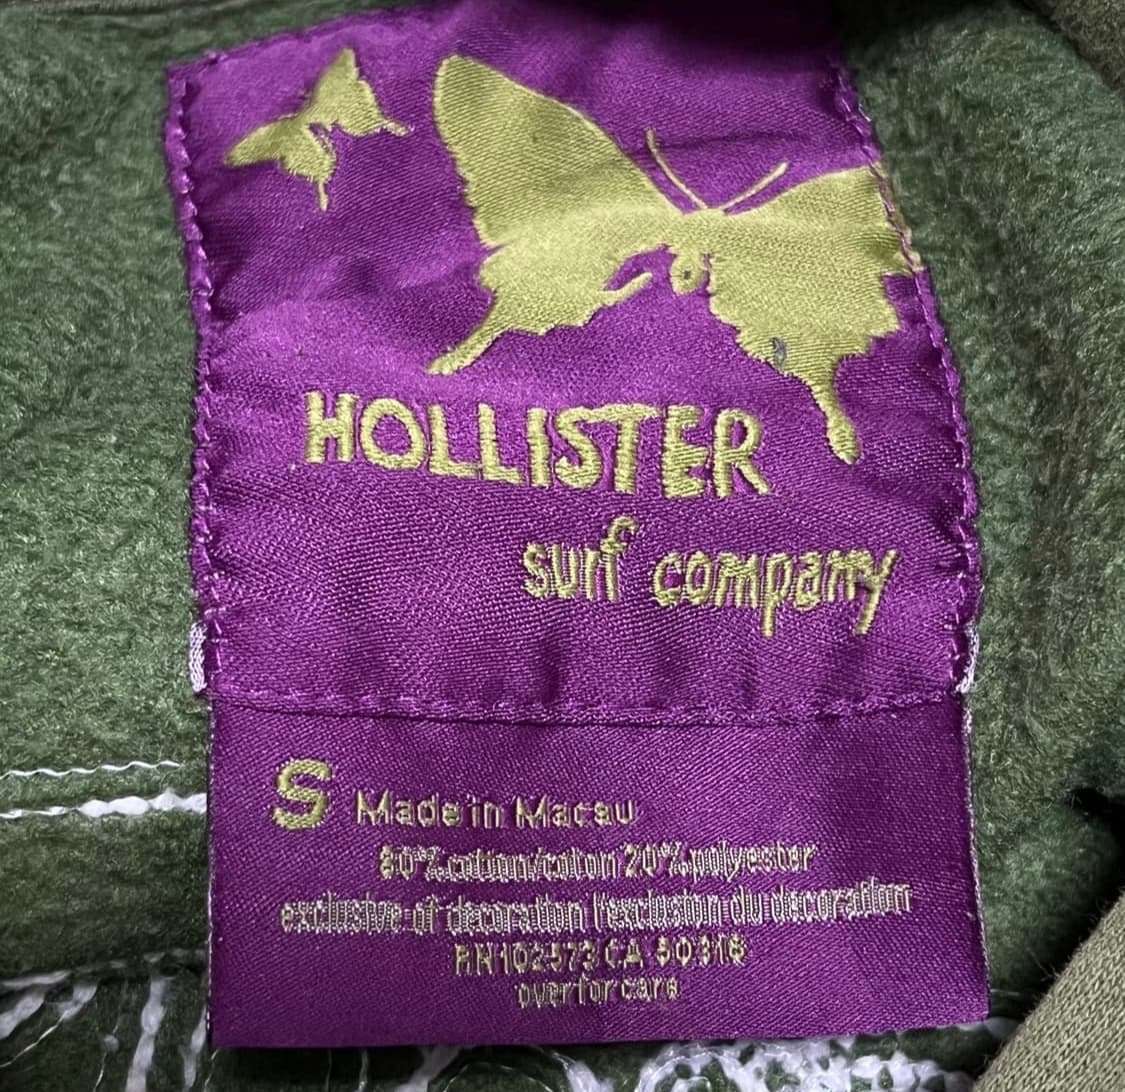 HOLLISTER
surf company
S Made in Macau
80% cotton/coton 20% polyester
exclusive of decoration l'exclusion du decoration
RN 102573 CA 50318
over for care